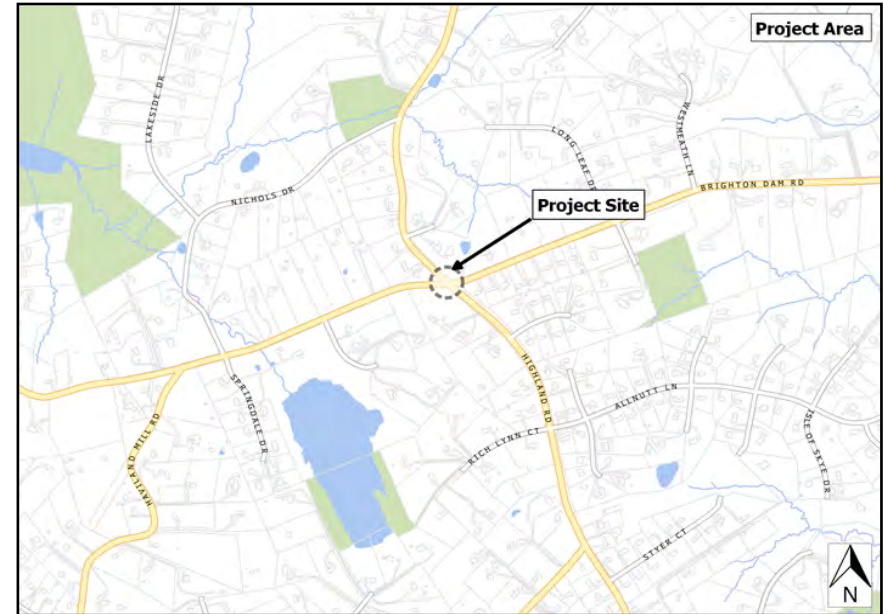 Project Area
LAKESIDE DR
WESTMEATH LN
LONG LEAF DR
NICHOLS DR
BRIGHTON DAM RD
Project Site
HIGHLAND RD
SPRINGDALE DR
ALLNUTT LN
HAVILAND MILL RD
RICH LYNN CT
ISLE OF SKYE DR
STYER CT
N